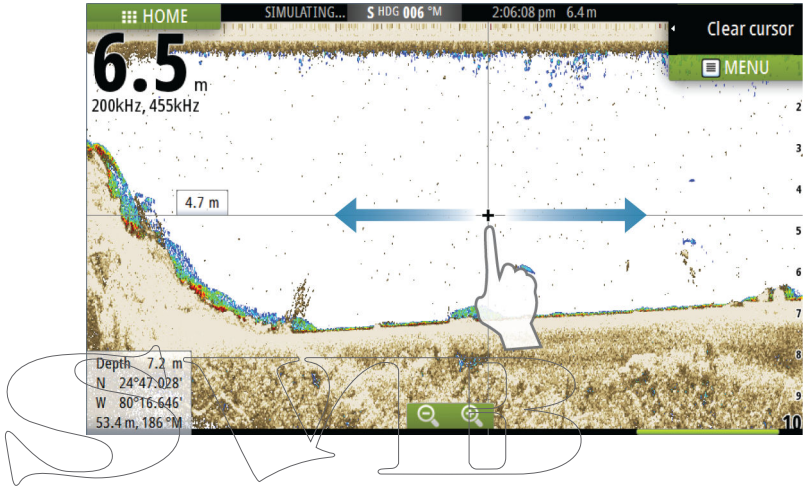 HOME
SIMULATING... S HDG 006 °M 2:06:08 pm 6.4 m
Clear cursor
MENU
6.5 m
200kHz, 455kHz
2
3
4
4.7 m
5
6
7
8
9
10
Depth 7.2 m
N 24°47.028'
W 80°16.646'
53.4 m, 186 °M
SVB